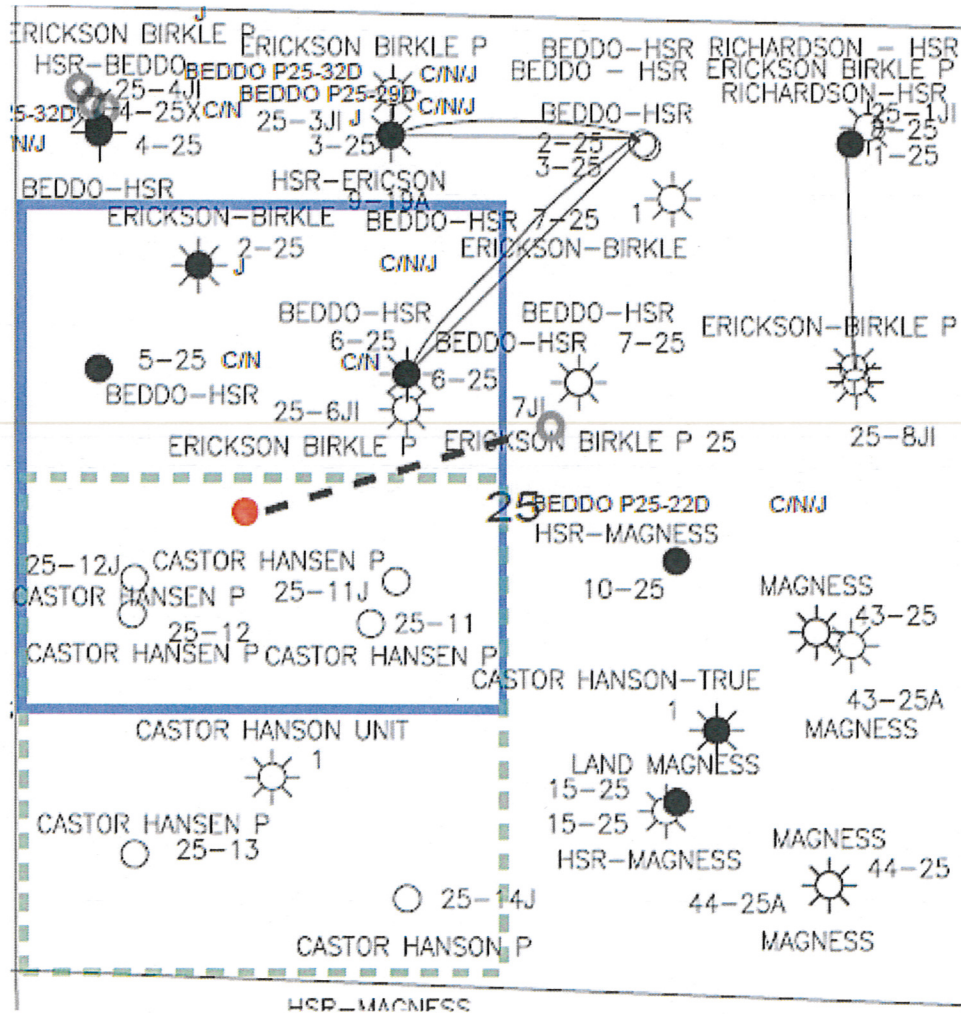 J
ERICKSON BIRKLE P
ERICKSON BIRKLE P
BEDDO-HSR
RICHARDSON - HSR
HSR-BEDDO
BEDDO P25-32D
C/N/J
BEDDO - HSR
ERICKSON BIRKLE P
25-4JI
BEDDO P25-29D
C/N/J
BEDDO-HSR
RICHARDSON-HSR
25-1JI
25-32D
4-25X
C/N
25-3JI
J
2-25
N/J
4-25
3-25
3-25
1-25
BEDDO-HSR
HSR-ERICSON
9-19A
ERICKSON-BIRKLE
BEDDO-HSR 7-25
1
2-25
ERICKSON-BIRKLE
J
C/N/J
BEDDO-HSR
BEDDO-HSR
6-25
BEDDO-HSR
7-25
ERICKSON-BIRKLE P
5-25
C/N
C/N
6-25
BEDDO-HSR
25-6JI
7JI
ERICKSON BIRKLE P
ERICKSON BIRKLE P 25
25-8JI
25
BEDDO P25-22D
C/N/J
HSR-MAGNESS
25-12J
CASTOR HANSEN P
10-25
25-11J
MAGNESS
CASTOR HANSEN P
43-25
25-12
25-11
CASTOR HANSEN P
CASTOR HANSEN P
CASTOR HANSON-TRUE
43-25A
1
MAGNESS
CASTOR HANSON UNIT
1
LAND MAGNESS
15-25
CASTOR HANSEN P
15-25
25-13
HSR-MAGNESS
MAGNESS
44-25
25-14J
44-25A
CASTOR HANSON P
MAGNESS
HSR-MAGNESS